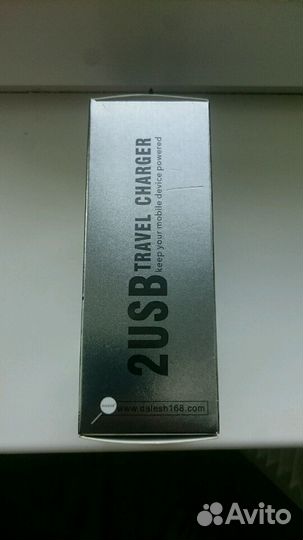 2USB TRAVEL CHARGER
keep your mobile device powered
www.dalesh168.com
Avito